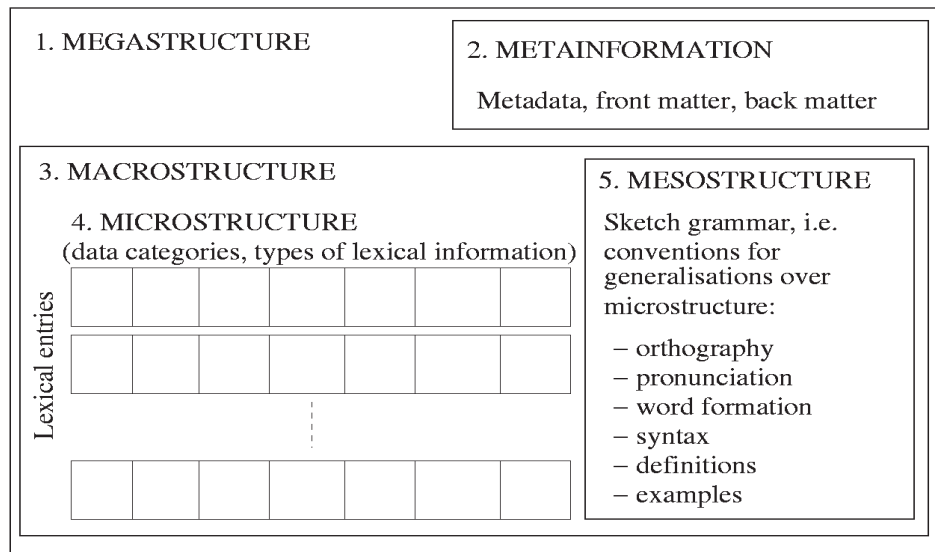 1. MEGASTRUCTURE
2. METAINFORMATION
Metadata, front matter, back matter
3. MACROSTRUCTURE
4. MICROSTRUCTURE
(data categories, types of lexical information)
Lexical entries
5. MESOSTRUCTURE
Sketch grammar, i.e.
conventions for
generalisations over
microstructure:
– orthography
– pronunciation
– word formation
– syntax
– definitions
– examples